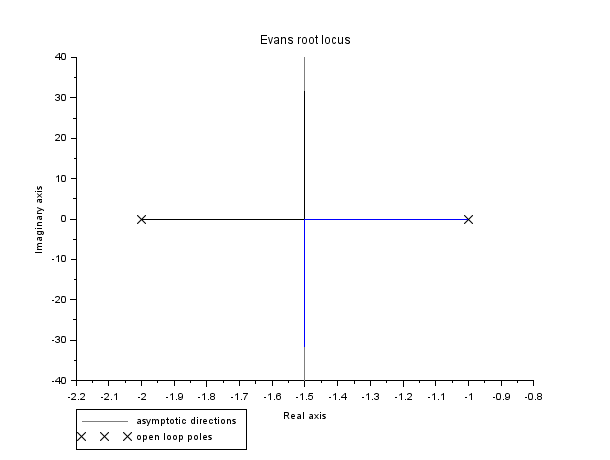 Evans root locus
40
30
20
10
0
-10
-20
-30
-40
Imaginary axis
-2.2 -2.1 -2 -1.9 -1.8 -1.7 -1.6 -1.5 -1.4 -1.3 -1.2 -1.1 -1 -0.9 -0.8
Real axis
asymptotic directions
open loop poles